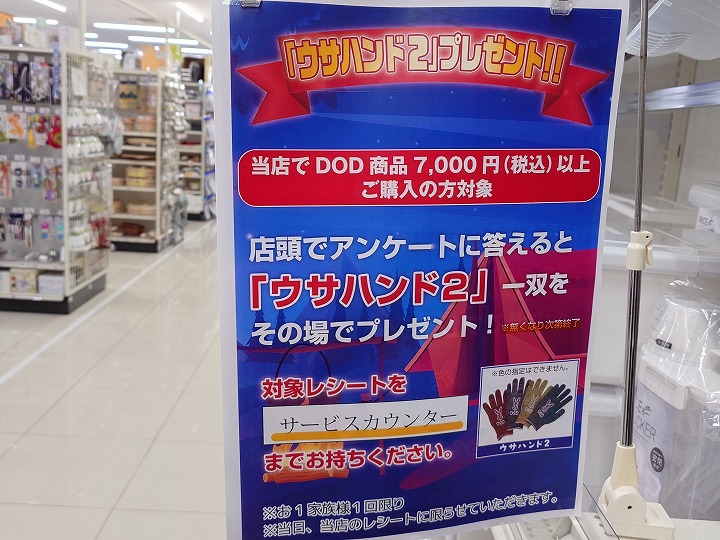 「ウサハンド2」プレゼント!!
当店で DOD 商品 7,000 円(税込)以上
ご購入の方対象
店頭でアンケートに答えると
「ウサハンド2」一双を
その場でプレゼント! ※無くなり次第終了
対象レシートを
サービスカウンター
までお持ちください。
※色の指定はできません。
ウサハンド2
※お1家族様1回限り
※当日、当店のレシートに限らせていただきます。